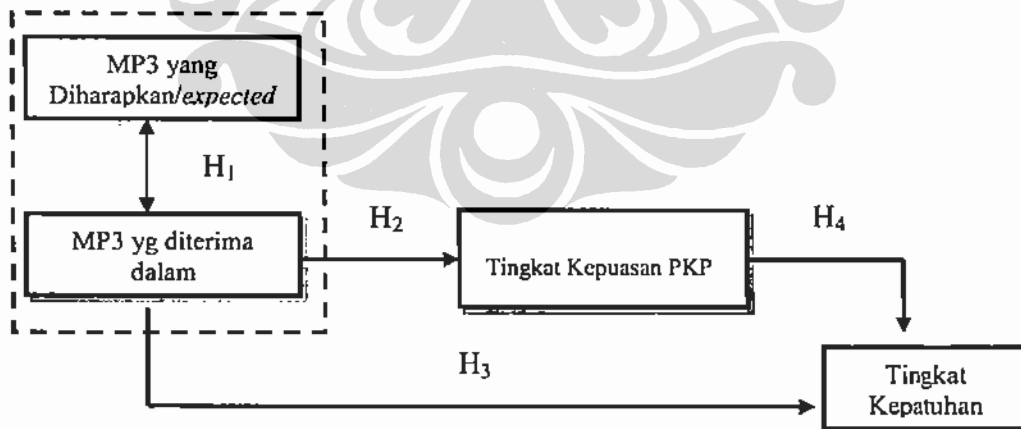 MP3 yang
Diharapkan/expected
H₁
MP3 yg diterima
dalam
H₂
Tingkat Kepuasan PKP
H₄
H₃
Tingkat
Kepatuhan